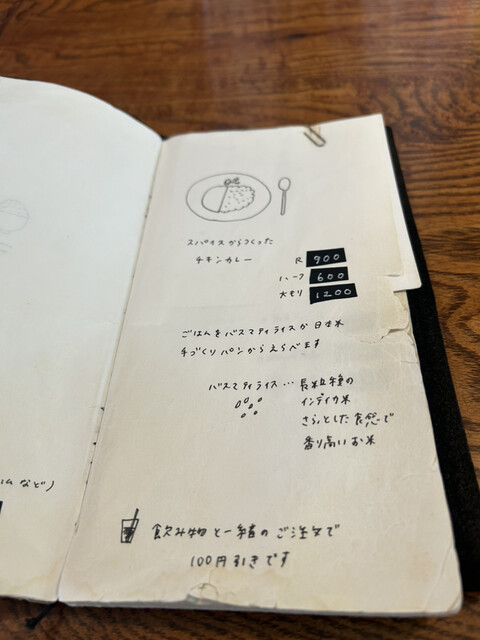 スパイスからつくった
チキンカレー
R 900
ハーフ 600
大モリ 1200
ごはんをバスマティライスか日本米
手づくりパンからえらべます
バスマティライス… 長粒種の
インディカ米
さらっとした食感で
香り高いお米
ムなど)
飲み物と一緒のご注文で
100円引きです